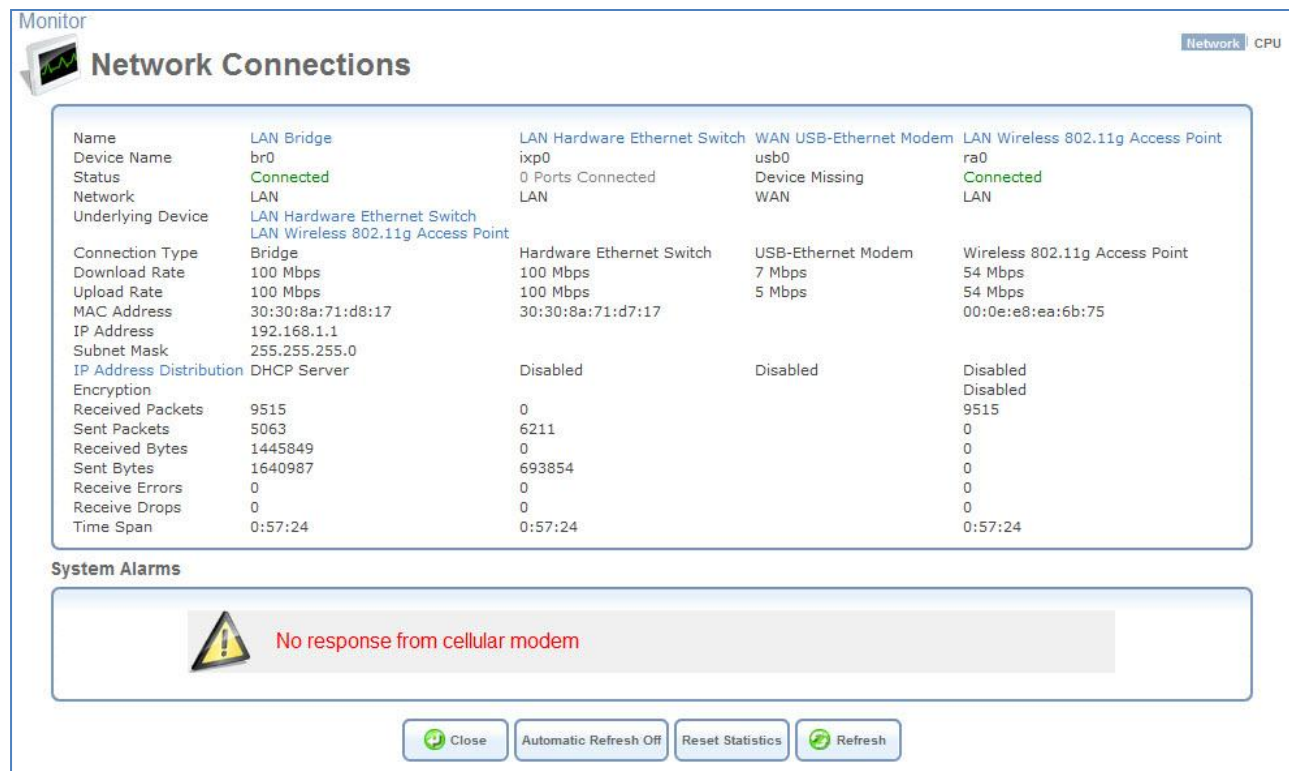 Monitor
Network CPU
Network Connections
Name LAN Bridge LAN Hardware Ethernet Switch WAN USB-Ethernet Modem LAN Wireless 802.11g Access Point
Device Name br0 ixp0 usb0 ra0
Status Connected 0 Ports Connected Device Missing Connected
Network LAN LAN WAN LAN
Underlying Device LAN Hardware Ethernet Switch
LAN Wireless 802.11g Access Point
Connection Type Bridge Hardware Ethernet Switch USB-Ethernet Modem Wireless 802.11g Access Point
Download Rate 100 Mbps 100 Mbps 7 Mbps 54 Mbps
Upload Rate 100 Mbps 100 Mbps 5 Mbps 54 Mbps
MAC Address 30:30:8a:71:d8:17 30:30:8a:71:d7:17 00:0e:e8:ea:6b:75
IP Address 192.168.1.1
Subnet Mask 255.255.255.0
IP Address Distribution DHCP Server Disabled Disabled Disabled
Encryption Disabled
Received Packets 9515 0 9515
Sent Packets 5063 6211 0
Received Bytes 1445849 0 0
Sent Bytes 1640987 693854 0
Receive Errors 0 0 0
Receive Drops 0 0 0
Time Span 0:57:24 0:57:24 0:57:24
System Alarms
No response from cellular modem
Close Automatic Refresh Off Reset Statistics Refresh